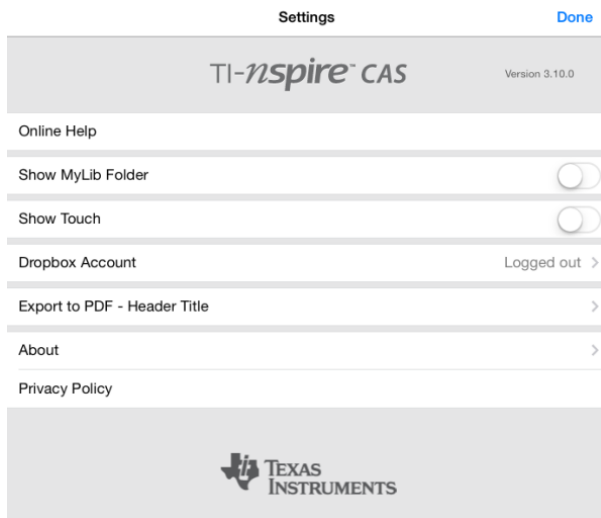 Settings
Done
TI-nspire™ CAS
Version 3.10.0
Online Help
Show MyLib Folder
Show Touch
Dropbox Account
Logged out >
Export to PDF - Header Title
>
About
>
Privacy Policy
TEXAS
INSTRUMENTS